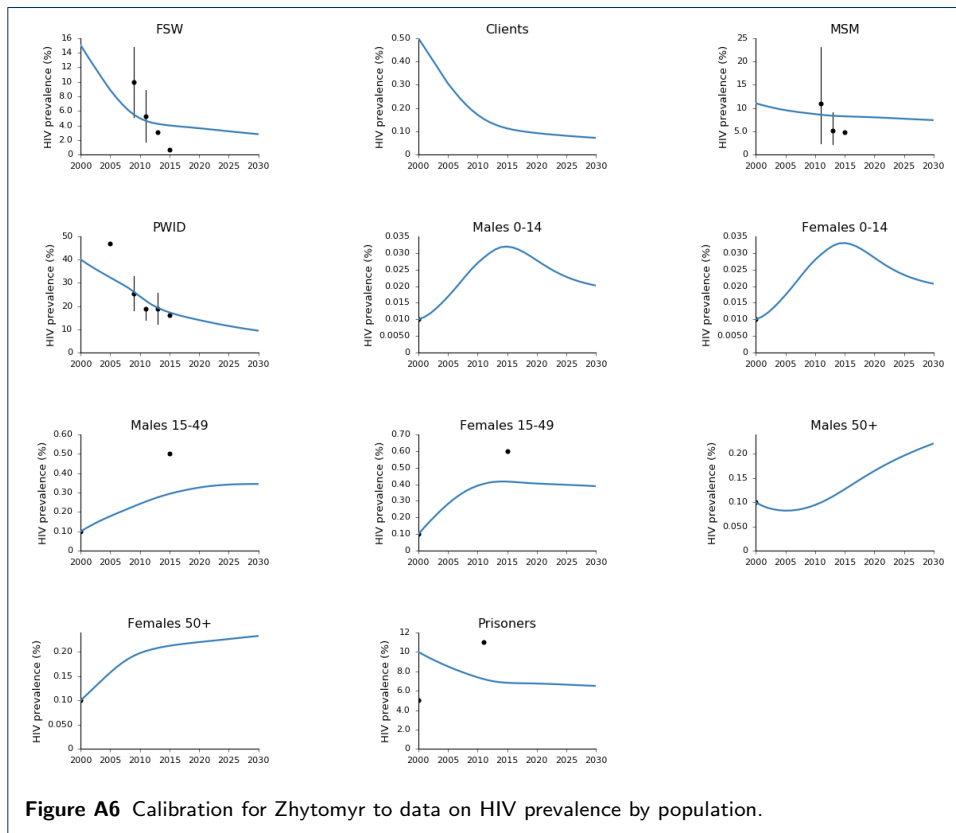 FSW
HIV prevalence (%)
16
14
12
10
8.0
6.0
4.0
2.0
0
2000 2005 2010 2015 2020 2025 2030
Clients
HIV prevalence (%)
0.50
0.40
0.30
0.20
0.10
0
2000 2005 2010 2015 2020 2025 2030
MSM
HIV prevalence (%)
25
20
15
10
5.0
0
2000 2005 2010 2015 2020 2025 2030
PWID
HIV prevalence (%)
50
40
30
20
10
0
2000 2005 2010 2015 2020 2025 2030
Males 0-14
HIV prevalence (%)
0.035
0.030
0.025
0.020
0.015
0.010
0.0050
0
2000 2005 2010 2015 2020 2025 2030
Females 0-14
HIV prevalence (%)
0.035
0.030
0.025
0.020
0.015
0.010
0.0050
0
2000 2005 2010 2015 2020 2025 2030
Males 15-49
HIV prevalence (%)
0.60
0.50
0.40
0.30
0.20
0.10
0
2000 2005 2010 2015 2020 2025 2030
Females 15-49
HIV prevalence (%)
0.70
0.60
0.50
0.40
0.30
0.20
0.10
0
2000 2005 2010 2015 2020 2025 2030
Males 50+
HIV prevalence (%)
0.20
0.15
0.10
0.050
0
2000 2005 2010 2015 2020 2025 2030
Females 50+
HIV prevalence (%)
0.20
0.15
0.10
0.050
0
2000 2005 2010 2015 2020 2025 2030
Prisoners
HIV prevalence (%)
12
10
8.0
6.0
4.0
2.0
0
2000 2005 2010 2015 2020 2025 2030
Figure A6 Calibration for Zhytomyr to data on HIV prevalence by population.